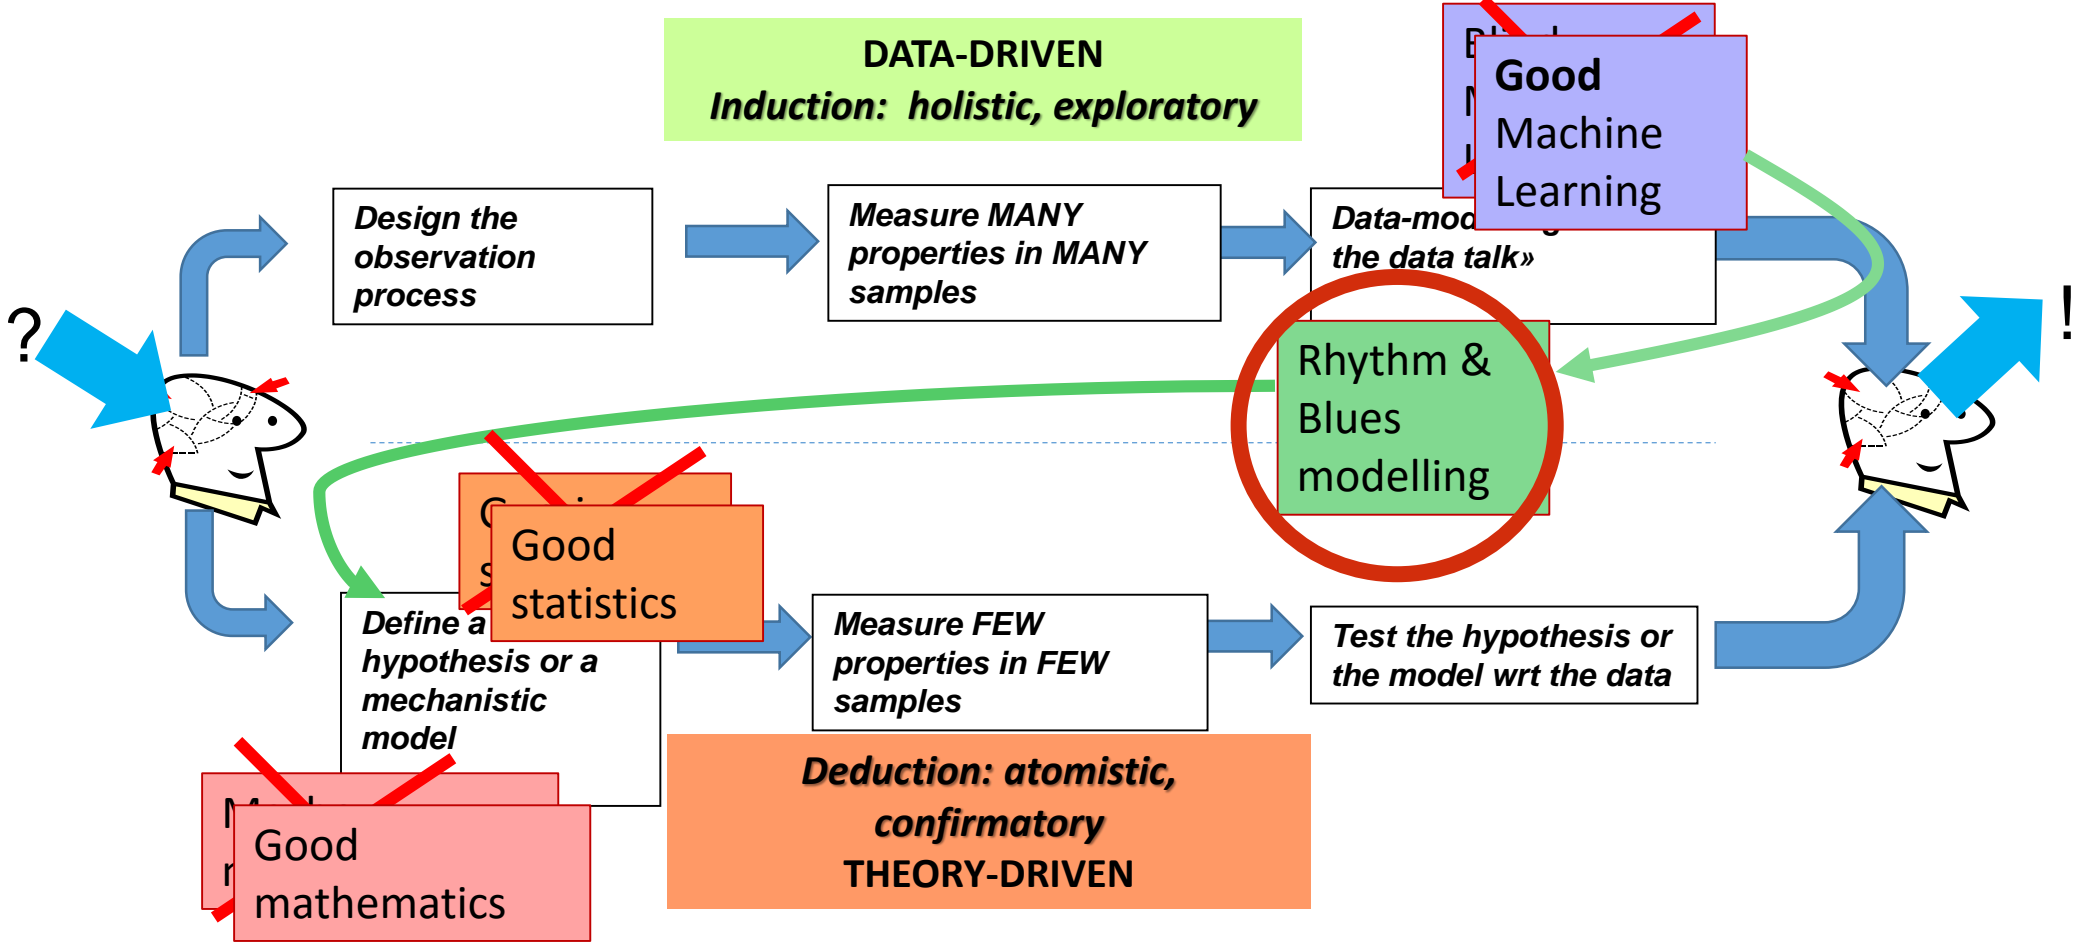 DATA-DRIVEN
Induction:  holistic, exploratory
Good
Machine
Learning
Design the
observation
process
Measure MANY
properties in MANY
samples
the data talk»
?
!
Rhythm &
Blues
modelling
Good
statistics
Define a
hypothesis or a
mechanistic
model
Measure FEW
properties in FEW
samples
Test the hypothesis or
the model wrt the data
Good
mathematics
Deduction: atomistic,
confirmatory
THEORY-DRIVEN